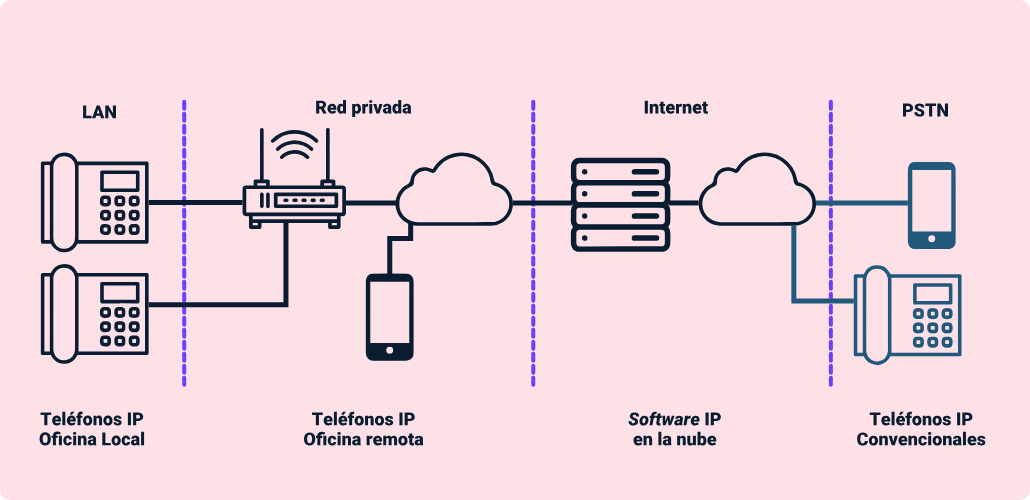 LAN
Red privada
Internet
PSTN
Teléfonos IP
Oficina Local
Teléfonos IP
Oficina remota
Software IP
en la nube
Teléfonos IP
Convencionales